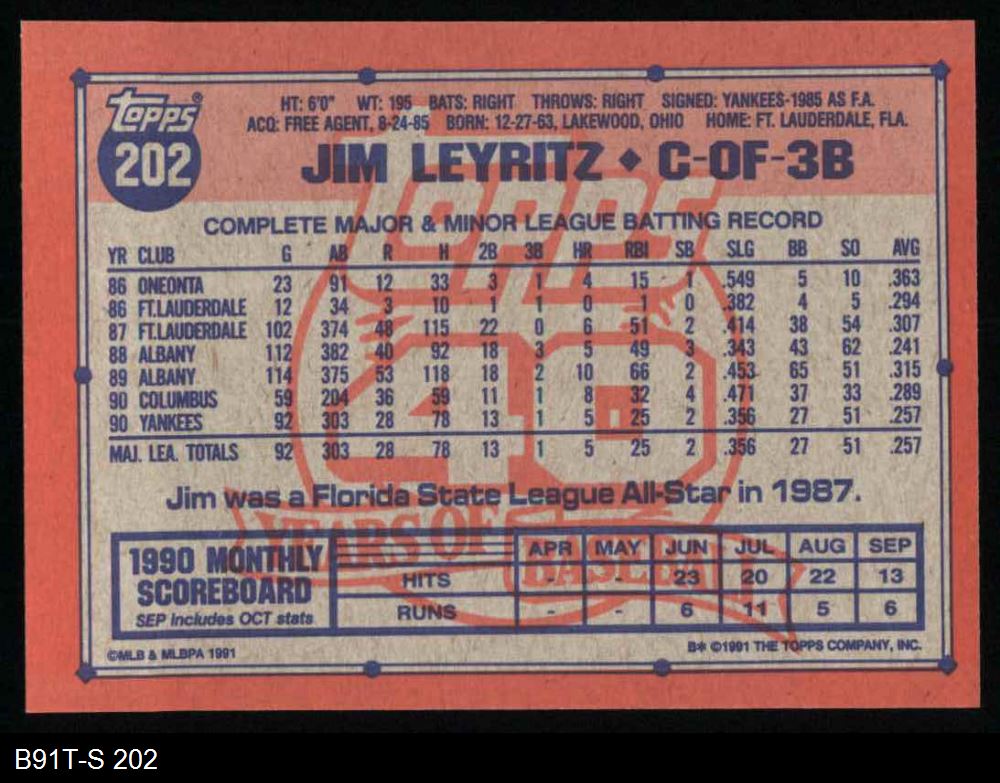 topps®
202
HT: 6'0" WT: 195 BATS: RIGHT THROWS: RIGHT SIGNED: YANKEES-1985 AS F.A.
ACQ: FREE AGENT, 8-24-85 BORN: 12-27-63, LAKEWOOD, OHIO HOME: FT. LAUDERDALE, FLA.
JIM LEYRITZ ♦ C-OF-3B
TOPPS
40
YEARS OF BASEBALL
COMPLETE MAJOR & MINOR LEAGUE BATTING RECORD
YR CLUB G AB R H 2B 3B HR RBI SB SLG BB SO AVG
86 ONEONTA 23 91 12 33 3 1 4 15 1 .549 5 10 .363
86 FT.LAUDERDALE 12 34 3 10 1 1 0 1 0 .382 4 5 .294
87 FT.LAUDERDALE 102 374 48 115 22 0 6 51 2 .414 38 54 .307
88 ALBANY 112 382 40 92 18 3 5 49 3 .343 43 62 .241
89 ALBANY 114 375 53 118 18 2 10 66 2 .453 65 51 .315
90 COLUMBUS 59 204 36 59 11 1 8 32 4 .471 37 33 .289
90 YANKEES 92 303 28 78 13 1 5 25 2 .356 27 51 .257
MAJ. LEA. TOTALS 92 303 28 78 13 1 5 25 2 .356 27 51 .257
Jim was a Florida State League All-Star in 1987.
1990 MONTHLY SCOREBOARD
SEP Includes OCT stats
APR MAY JUN JUL AUG SEP
HITS - - 23 20 22 13
RUNS - - 6 11 5 6
©MLB & MLBPA 1991
B* ©1991 THE TOPPS COMPANY, INC.
B91T-S 202